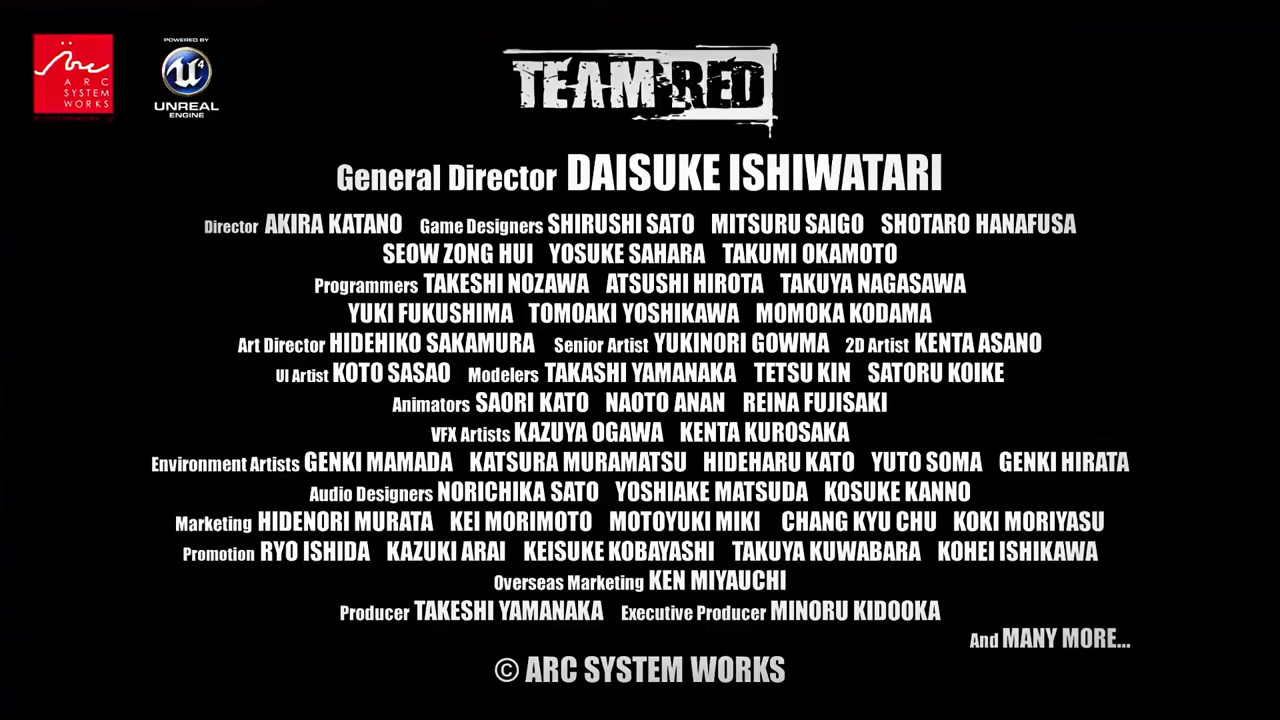 Arc
ARC
SYSTEM
WORKS
POWERED BY
U4
UNREAL
ENGINE
TEAM RED
General Director DAISUKE ISHIWATARI
Director AKIRA KATANO Game Designers SHIRUSHI SATO MITSURU SAIGO SHOTARO HANAFUSA
SEOW ZONG HUI YOSUKE SAHARA TAKUMI OKAMOTO
Programmers TAKESHI NOZAWA ATSUSHI HIROTA TAKUYA NAGASAWA
YUKI FUKUSHIMA TOMOAKI YOSHIKAWA MOMOKA KODAMA
Art Director HIDEHIKO SAKAMURA Senior Artist YUKINORI GOWMA 2D Artist KENTA ASANO
UI Artist KOTO SASAO Modelers TAKASHI YAMANAKA TETSU KIN SATORU KOIKE
Animators SAORI KATO NAOTO ANAN REINA FUJISAKI
VFX Artists KAZUYA OGAWA KENTA KUROSAKA
Environment Artists GENKI MAMADA KATSURA MURAMATSU HIDEHARU KATO YUTO SOMA GENKI HIRATA
Audio Designers NORICHIKA SATO YOSHIAKE MATSUDA KOSUKE KANNO
Marketing HIDENORI MURATA KEI MORIMOTO MOTOYUKI MIKI CHANG KYU CHU KOKI MORIYASU
Promotion RYO ISHIDA KAZUKI ARAI KEISUKE KOBAYASHI TAKUYA KUWABARA KOHEI ISHIKAWA
Overseas Marketing KEN MIYAUCHI
Producer TAKESHI YAMANAKA Executive Producer MINORU KIDOOKA
And MANY MORE...
© ARC SYSTEM WORKS